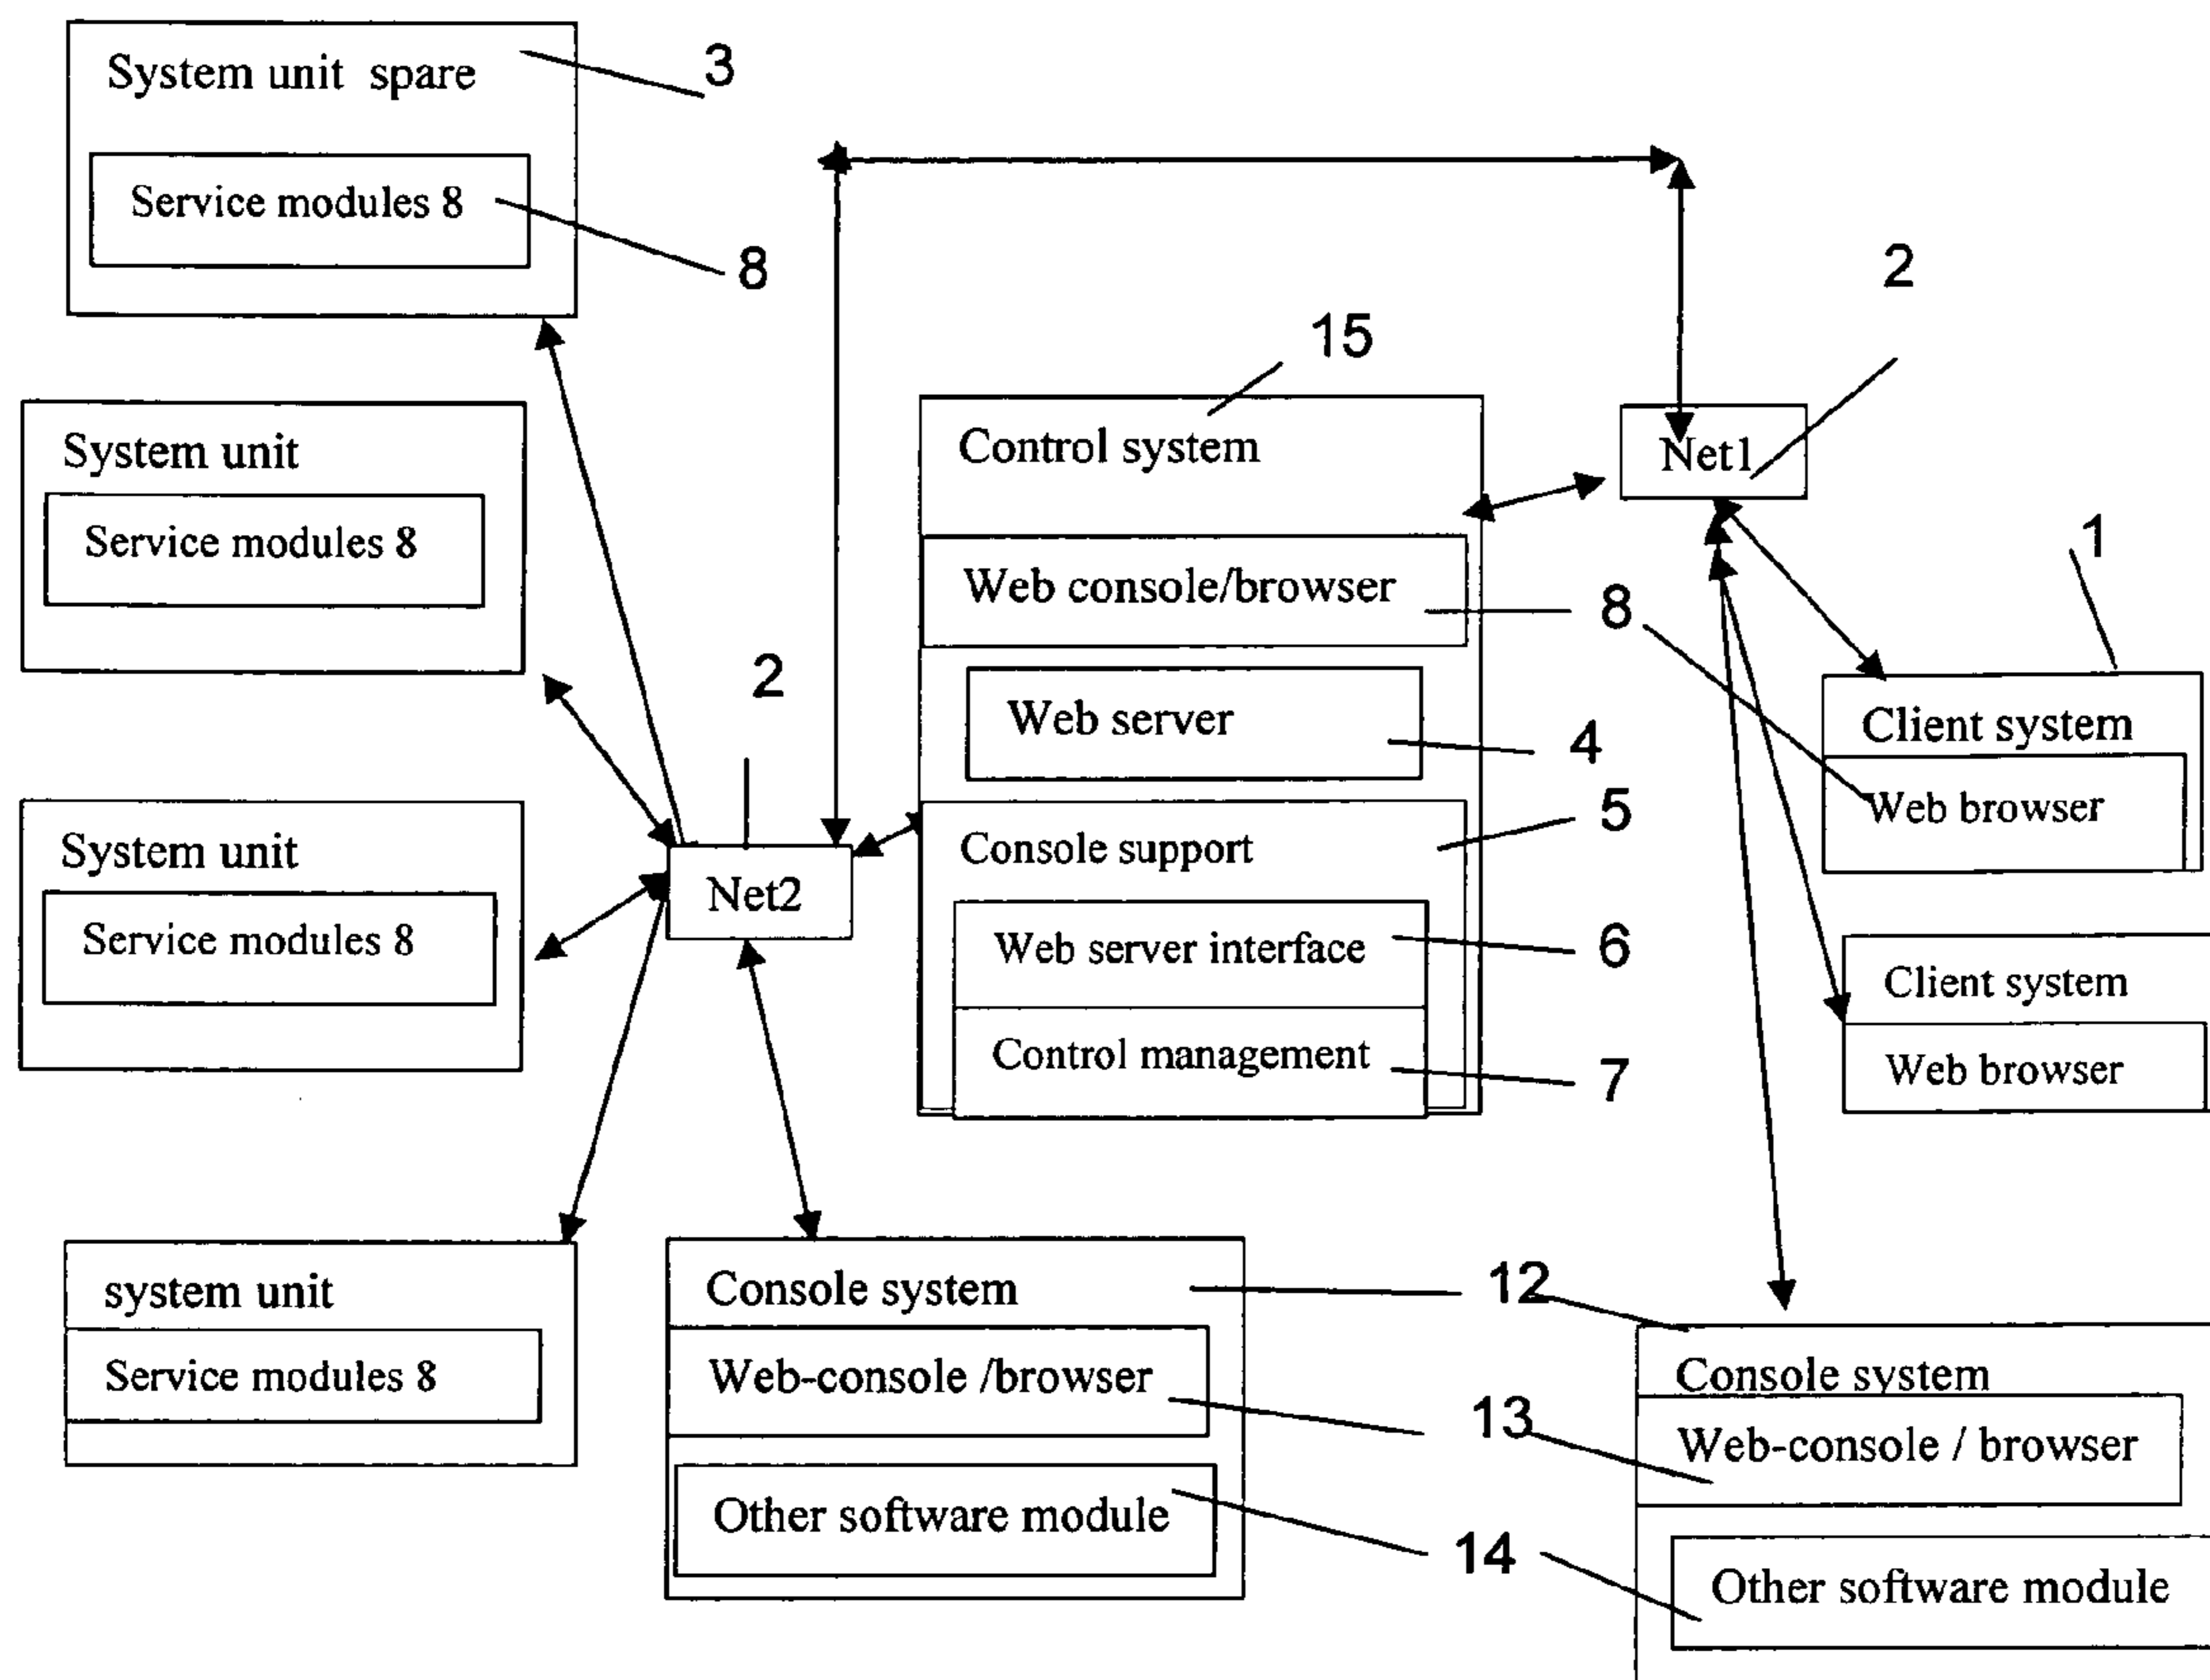 System unit spare
3
Service modules 8
8
System unit
Service modules 8
System unit
Service modules 8
system unit
Service modules 8
2
Net2
15
Control system
Web console/browser
8
Web server
4
Console support
5
Web server interface
6
Control management
7
2
Net1
1
Client system
Web browser
Client system
Web browser
Console system
12
Web-console /browser
13
Other software module
14
Console system
Web-console / browser
Other software module